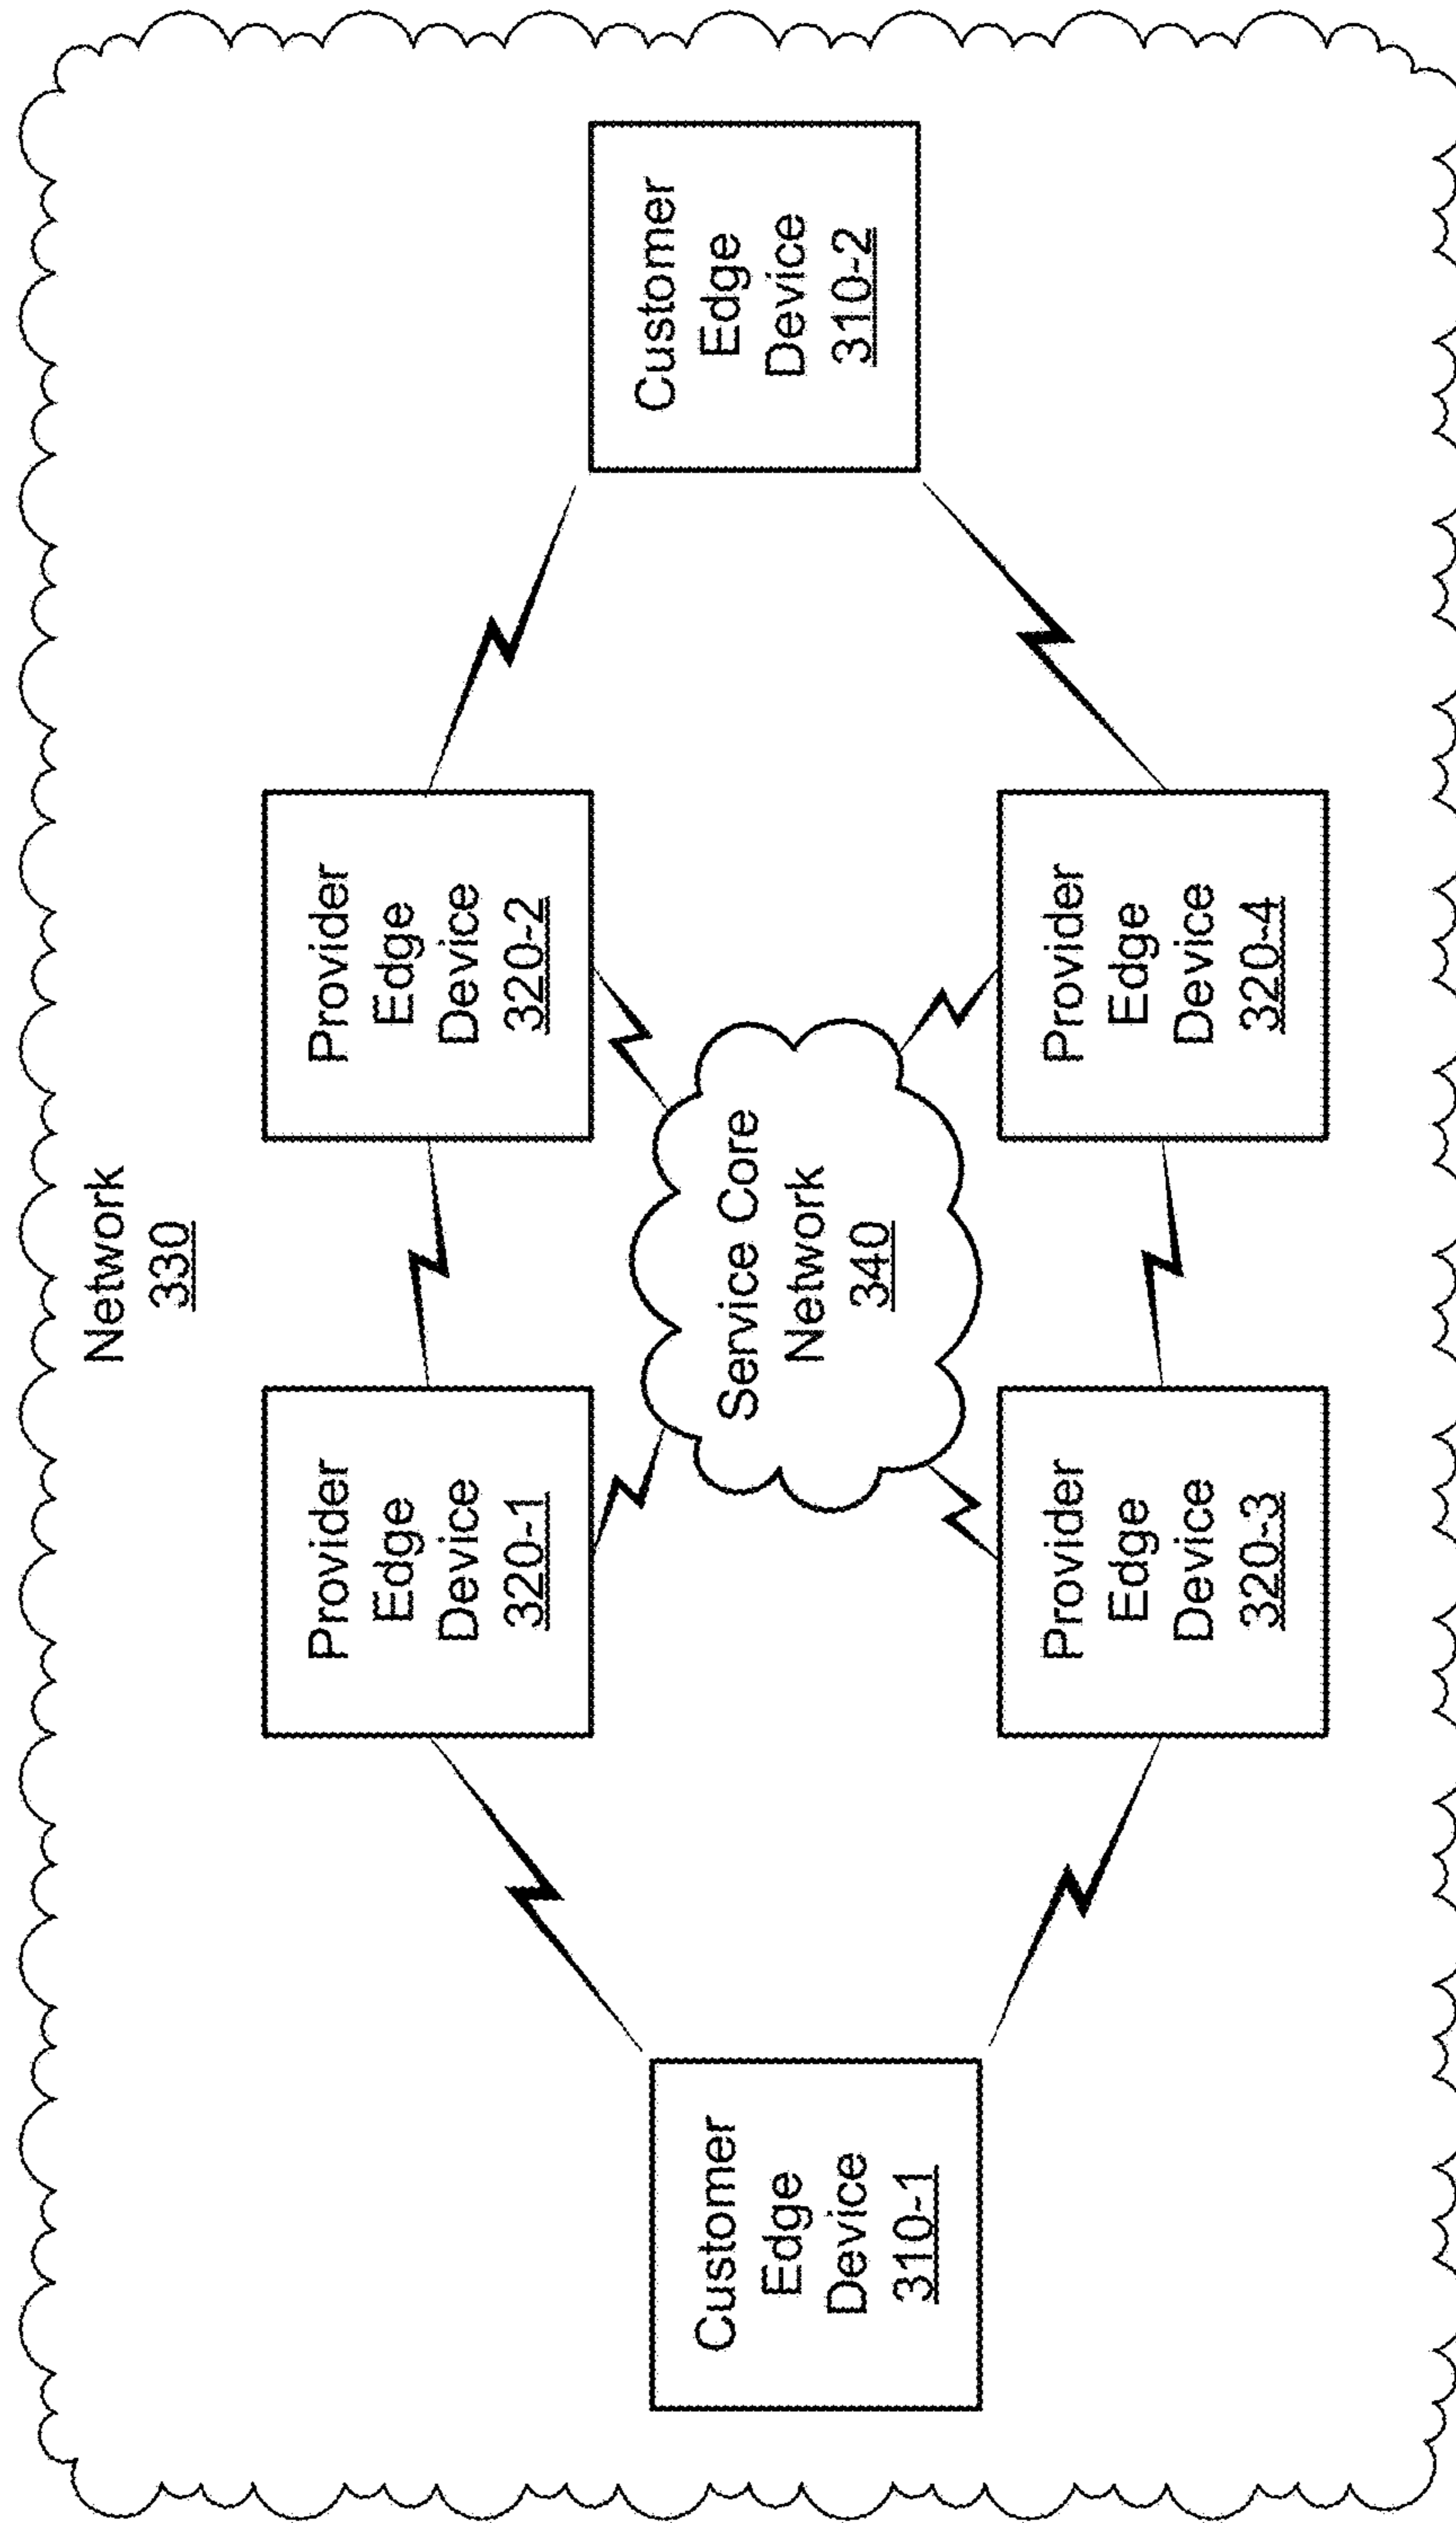 Network
330
Provider
Edge
Device
320-1
Provider
Edge
Device
320-2
Customer
Edge
Device
310-1
Service Core
Network
340
Customer
Edge
Device
310-2
Provider
Edge
Device
320-3
Provider
Edge
Device
320-4